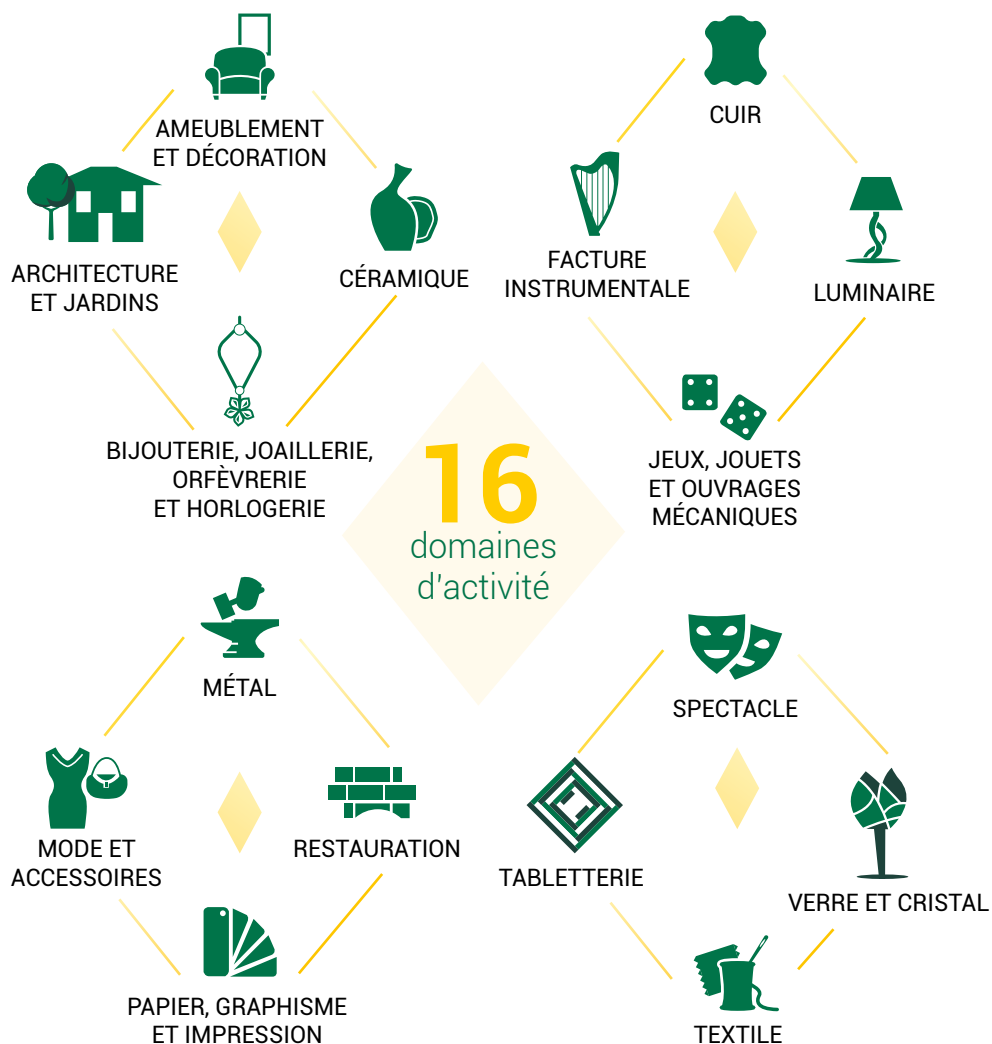 AMEUBLEMENT
ET DÉCORATION
ARCHITECTURE
ET JARDINS
CÉRAMIQUE
BIJOUTERIE, JOAILLERIE,
ORFÈVRERIE
ET HORLOGERIE
CUIR
FACTURE
INSTRUMENTALE
LUMINAIRE
JEUX, JOUETS
ET OUVRAGES
MÉCANIQUES
16
domaines
d'activité
MÉTAL
MODE ET
ACCESSOIRES
RESTAURATION
PAPIER, GRAPHISME
ET IMPRESSION
SPECTACLE
TABLETTERIE
VERRE ET CRISTAL
TEXTILE